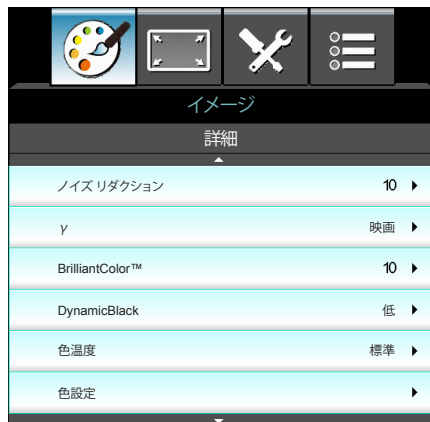 イメージ
詳細
ノイズ リダクション 10
γ 映画
BrilliantColor™ 10
DynamicBlack 低
色温度 標準
色設定